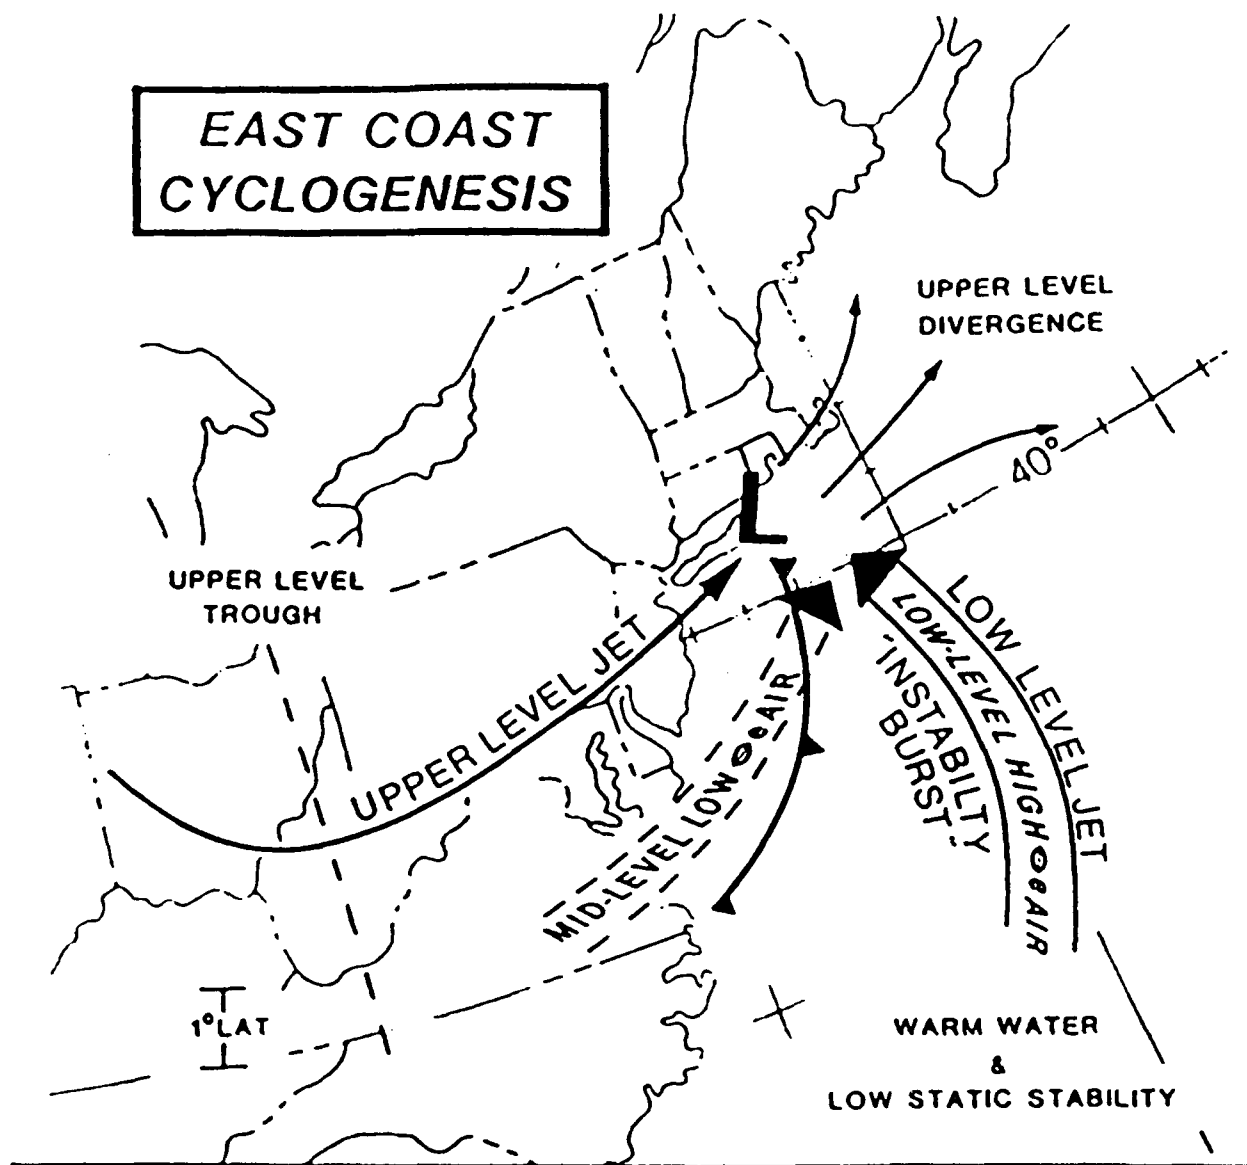 EAST COAST
CYCLOGENESIS
UPPER LEVEL
DIVERGENCE
40°
L
UPPER LEVEL
TROUGH
UPPER LEVEL JET
LOW LEVEL JET
LOW-LEVEL HIGH Θe AIR
"INSTABILTY
BURST"
MID-LEVEL LOW Θe AIR
1° LAT
WARM WATER
&
LOW STATIC STABILITY